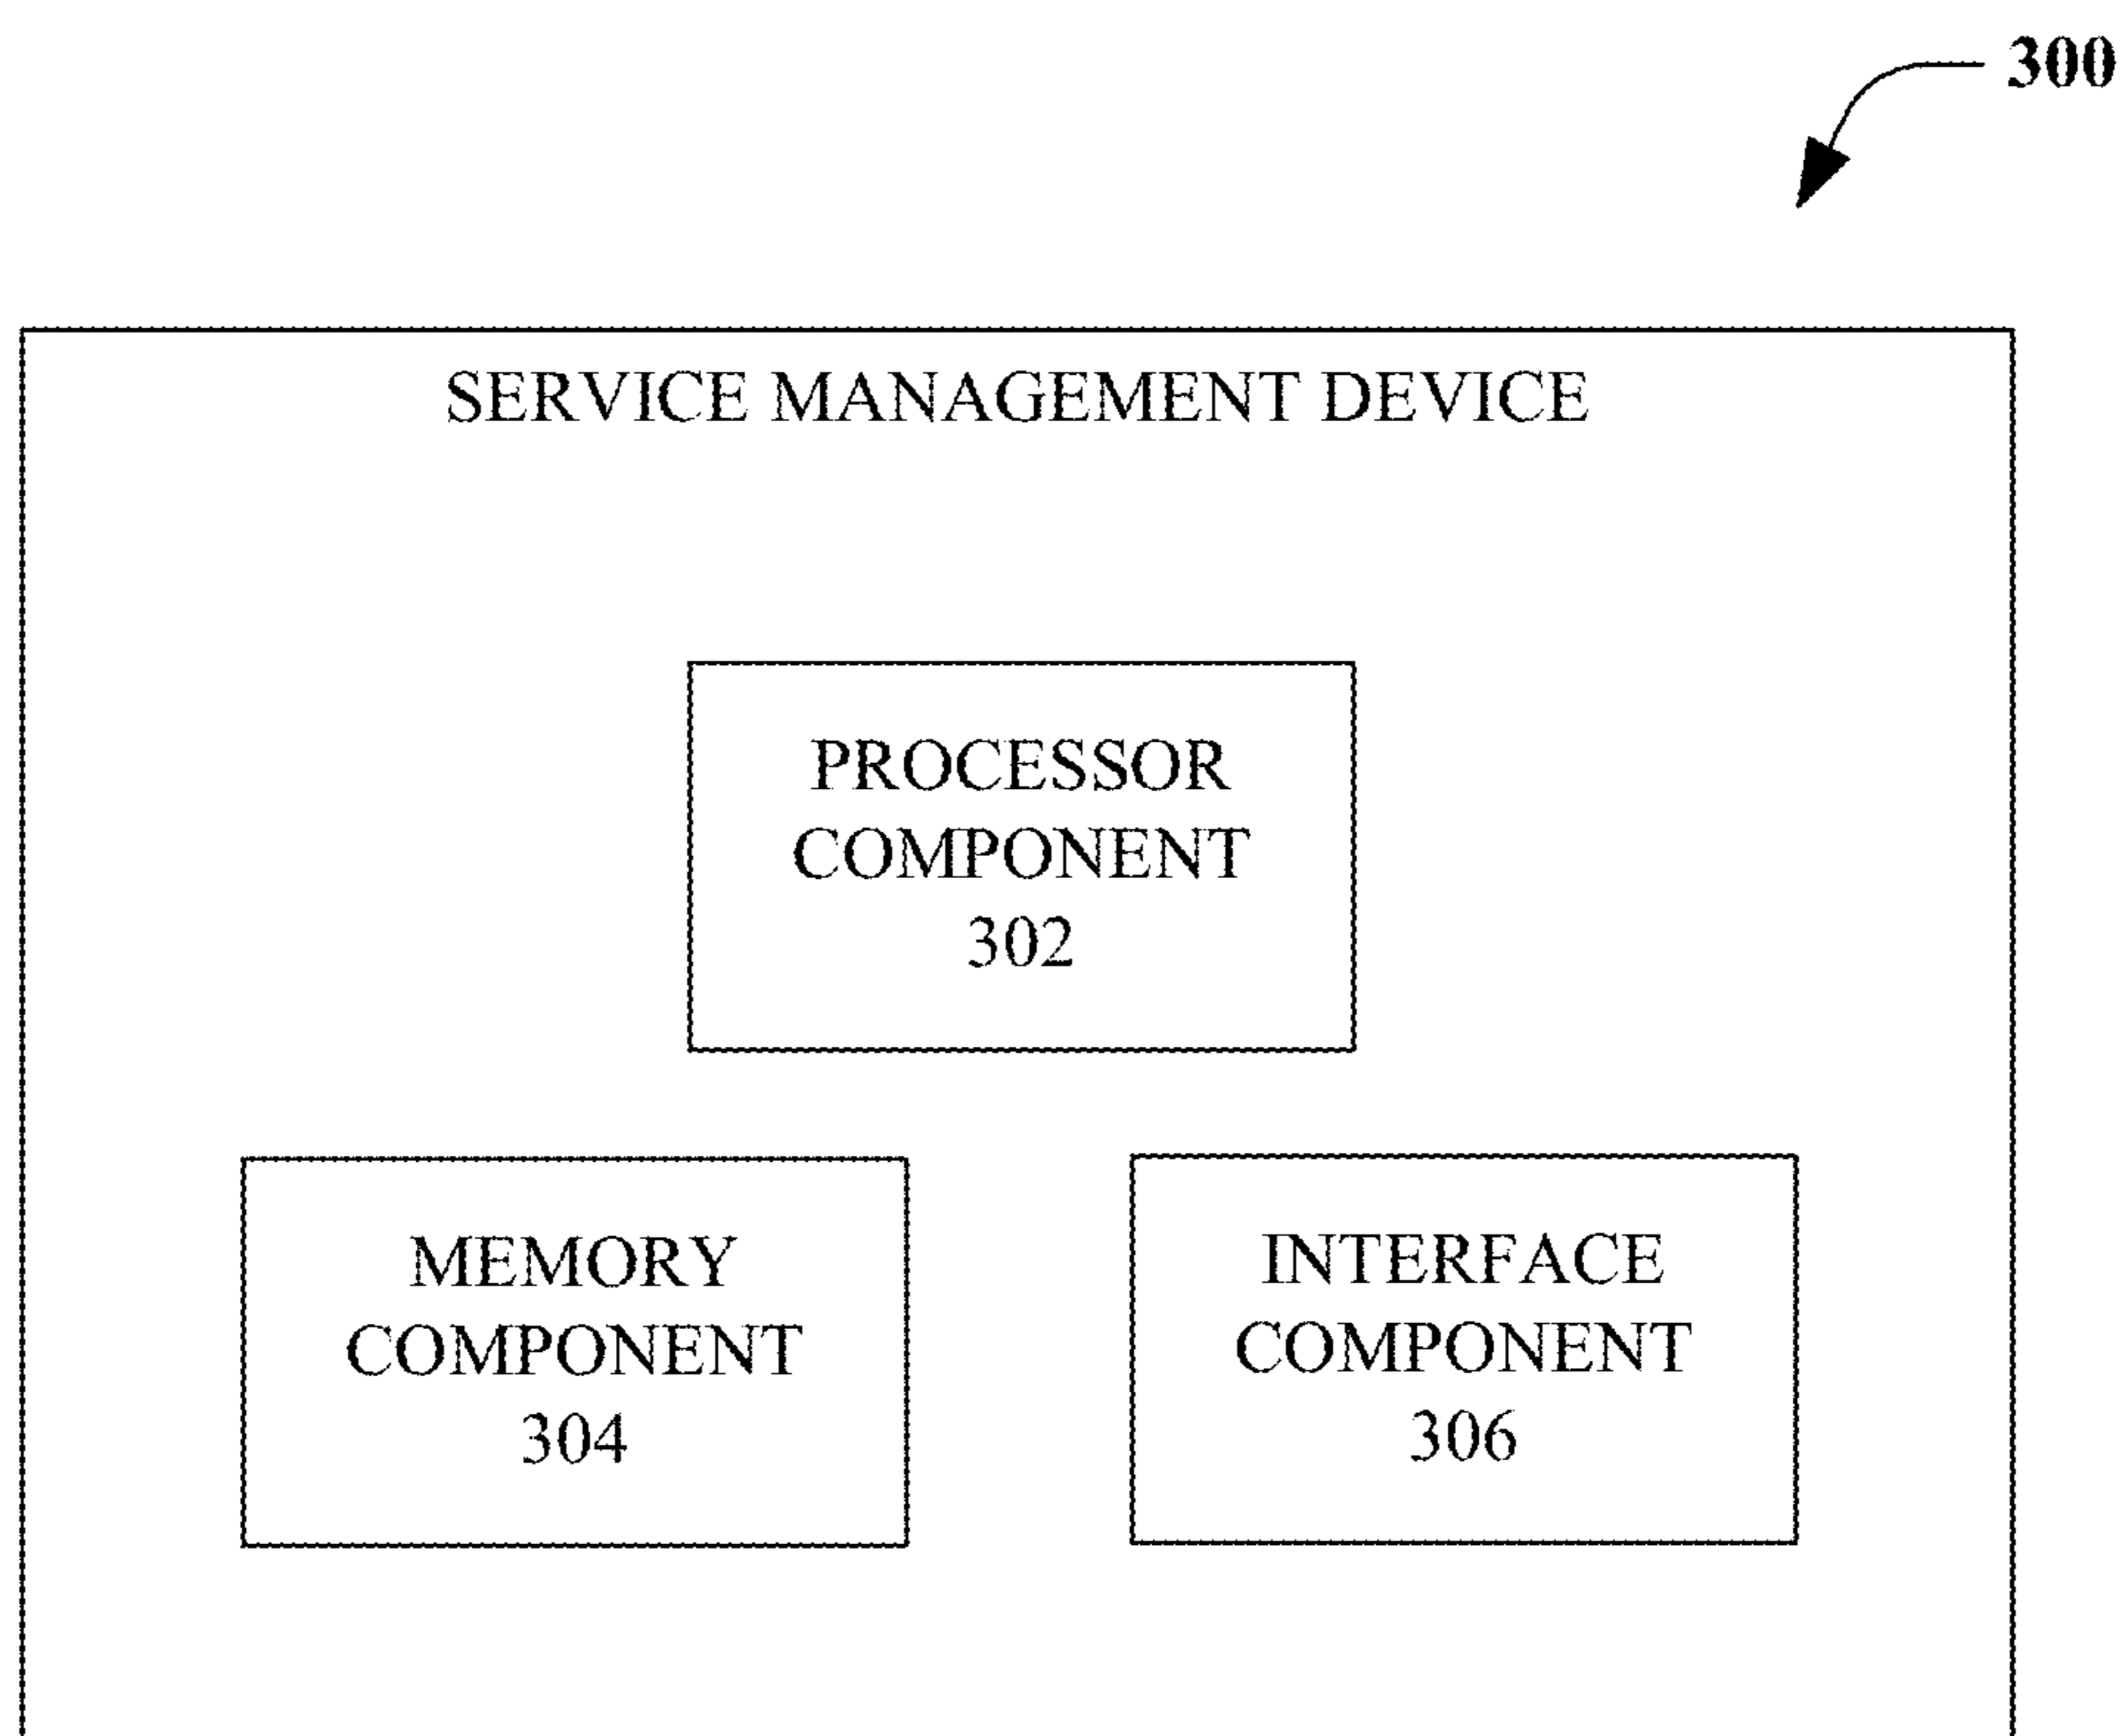 300
SERVICE MANAGEMENT DEVICE
PROCESSOR
COMPONENT
302
MEMORY
COMPONENT
304
INTERFACE
COMPONENT
306